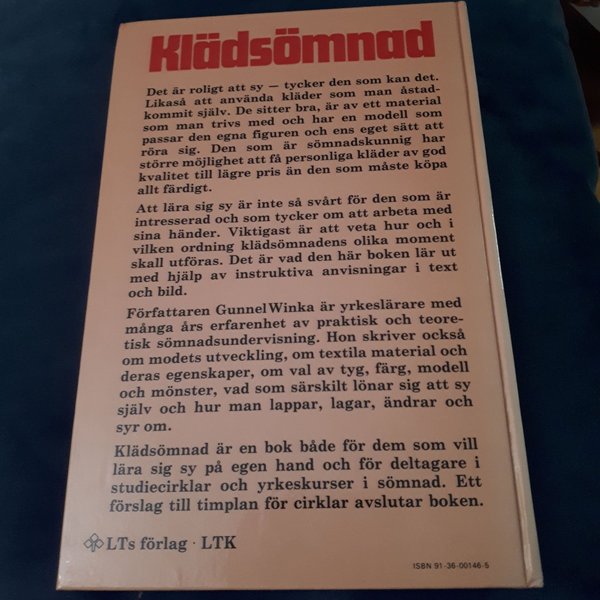 Klädsömnad
Det är roligt att sy — tycker den som kan det.
Likaså att använda kläder som man åstad-
kommit själv. De sitter bra, är av ett material
som man trivs med och har en modell som
passar den egna figuren och ens eget sätt att
röra sig. Den som är sömnadskunnig har
större möjlighet att få personliga kläder av god
kvalitet till lägre pris än den som måste köpa
allt färdigt.
Att lära sig sy är inte så svårt för den som är
intresserad och som tycker om att arbeta med
sina händer. Viktigast är att veta hur och i
vilken ordning klädsömnadens olika moment
skall utföras. Det är vad den här boken lär ut
med hjälp av instruktiva anvisningar i text
och bild.
Författaren Gunnel Winka är yrkeslärare med
många års erfarenhet av praktisk och teore-
tisk sömnadsundervisning. Hon skriver också
om modets utveckling, om textila material och
deras egenskaper, om val av tyg, färg, modell
och mönster, vad som särskilt lönar sig att sy
själv och hur man lappar, lagar, ändrar och
syr om.
Klädsömnad är en bok både för dem som vill
lära sig sy på egen hand och för deltagare i
studiecirklar och yrkeskurser i sömnad. Ett
förslag till timplan för cirklar avslutar boken.
LTs förlag · LTK
ISBN 91-36-00146-5